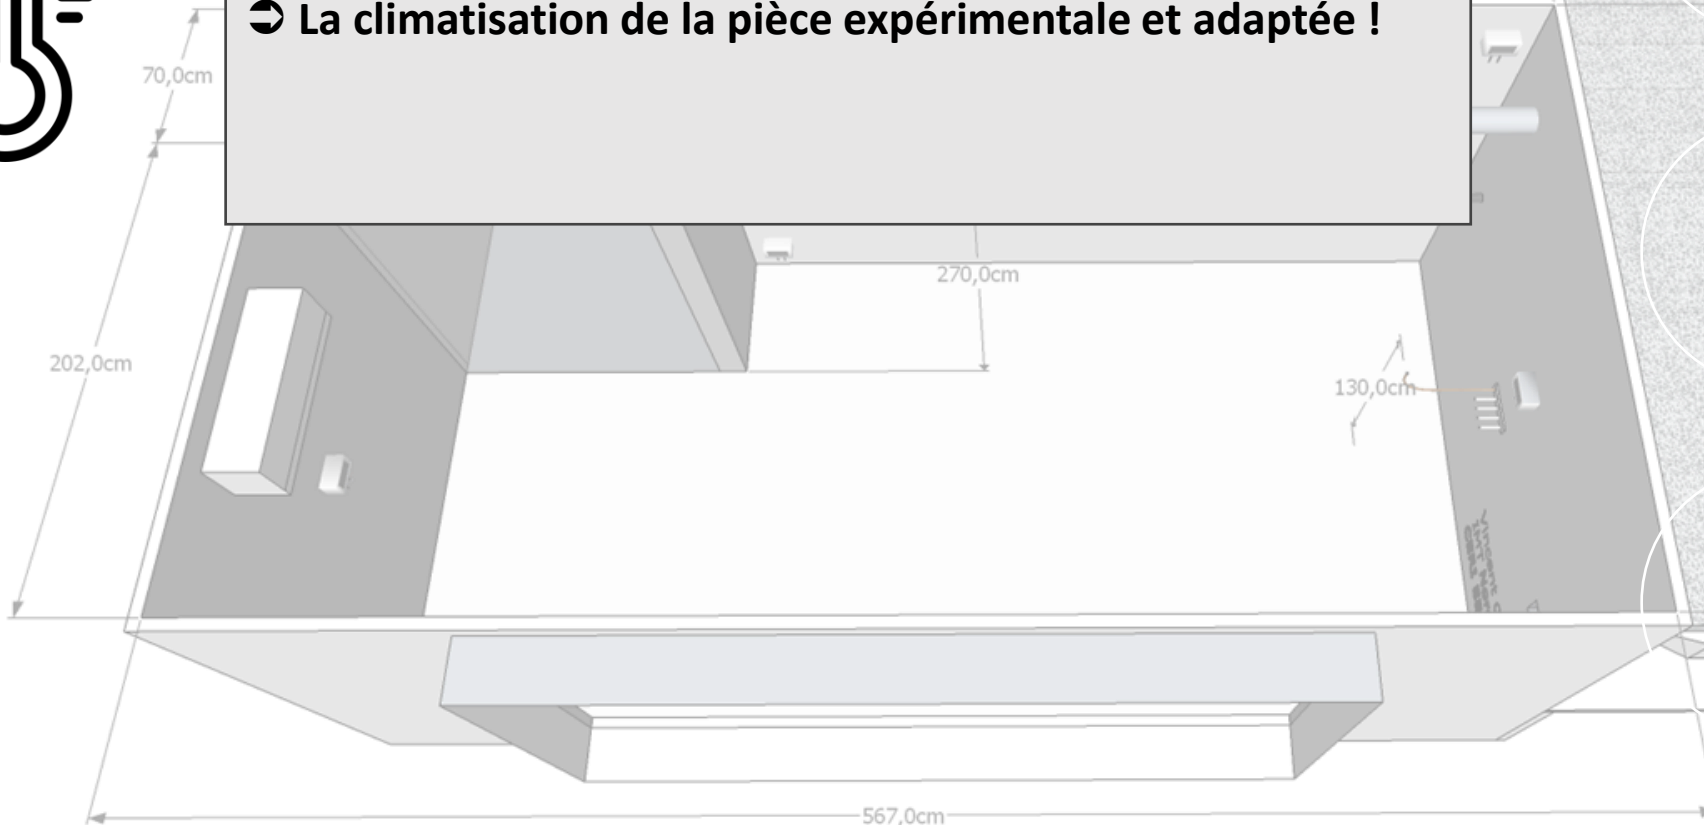 ➲ La climatisation de la pièce expérimentale et adaptée !
70,0cm
270,0cm
202,0cm
130,0cm
567,0cm